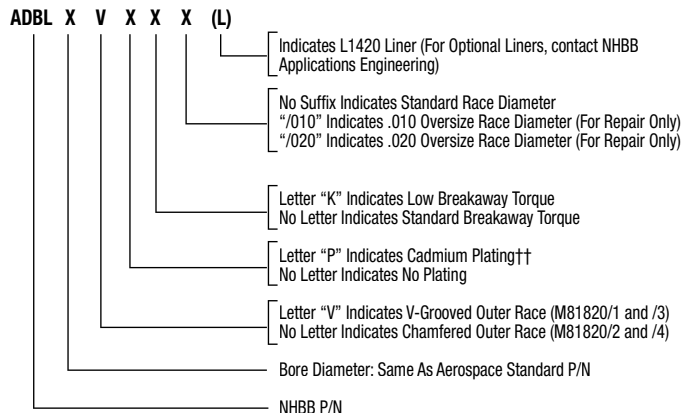 ADBL X V X X X (L)
Indicates L1420 Liner (For Optional Liners, contact NHBB
Applications Engineering)
No Suffix Indicates Standard Race Diameter
“/010” Indicates .010 Oversize Race Diameter (For Repair Only)
“/020” Indicates .020 Oversize Race Diameter (For Repair Only)
Letter “K” Indicates Low Breakaway Torque
No Letter Indicates Standard Breakaway Torque
Letter “P” Indicates Cadmium Plating††
No Letter Indicates No Plating
Letter “V” Indicates V-Grooved Outer Race (M81820/1 and /3)
No Letter Indicates Chamfered Outer Race (M81820/2 and /4)
Bore Diameter: Same As Aerospace Standard P/N
NHBB P/N